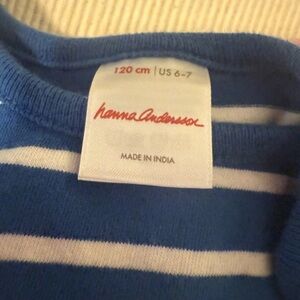 120 cm | US 6-7
hanna Andersson
MADE IN INDIA